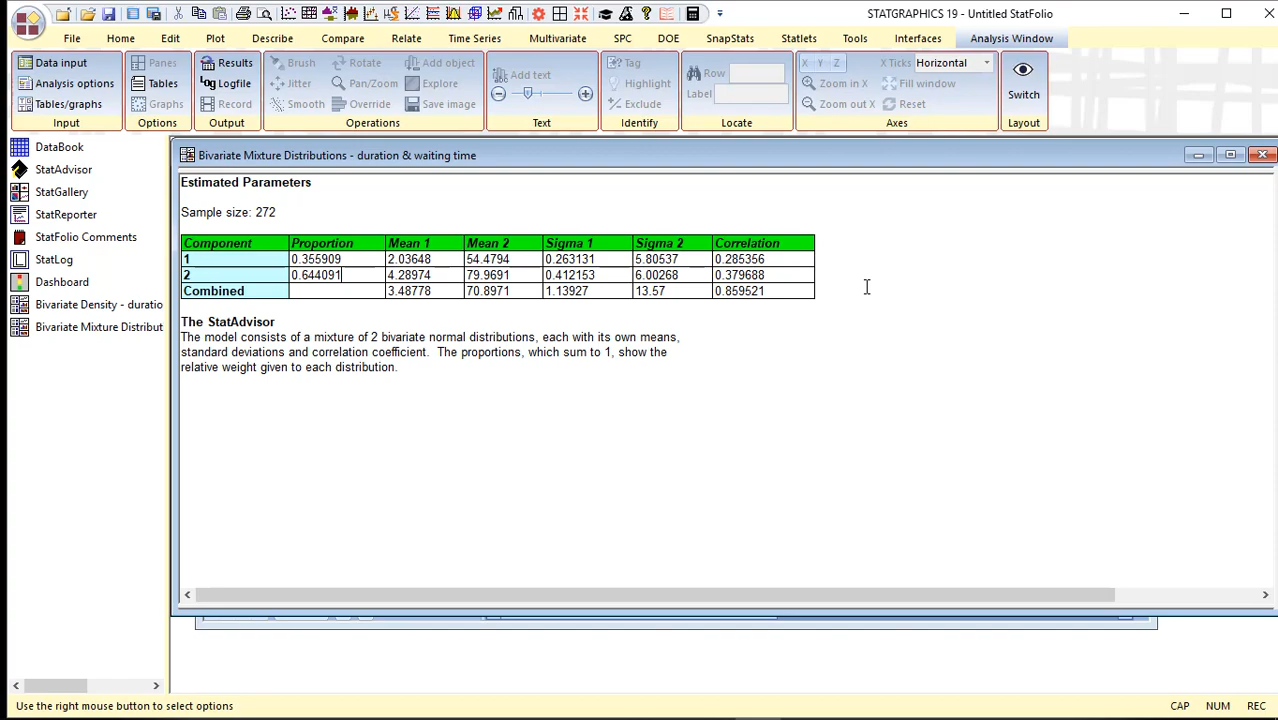 STATGRAPHICS 19 - Untitled StatFolio
File Home Edit Plot Describe Compare Relate Time Series Multivariate SPC DOE SnapStats Statlets Tools Interfaces Analysis Window
Data input Panes Results Brush Rotate Add object Add text Tag Row X Y Z X Ticks Horizontal
Analysis options Tables Logfile Jitter Pan/Zoom Explore Highlight Label Zoom in X Fill window Switch
Tables/graphs Graphs Record Smooth Override Save image Exclude Zoom out X Reset
Input Options Output Operations Text Identify Locate Axes Layout
DataBook
StatAdvisor
StatGallery
StatReporter
StatFolio Comments
StatLog
Dashboard
Bivariate Density - duratio
Bivariate Mixture Distribut
Bivariate Mixture Distributions - duration & waiting time
Estimated Parameters
Sample size: 272
Component Proportion Mean 1 Mean 2 Sigma 1 Sigma 2 Correlation
1 0.355909 2.03648 54.4794 0.263131 5.80537 0.285356
2 0.644091 4.28974 79.9691 0.412153 6.00268 0.379688
Combined 3.48778 70.8971 1.13927 13.57 0.859521
The StatAdvisor
The model consists of a mixture of 2 bivariate normal distributions, each with its own means,
standard deviations and correlation coefficient. The proportions, which sum to 1, show the
relative weight given to each distribution.
Use the right mouse button to select options CAP NUM REC